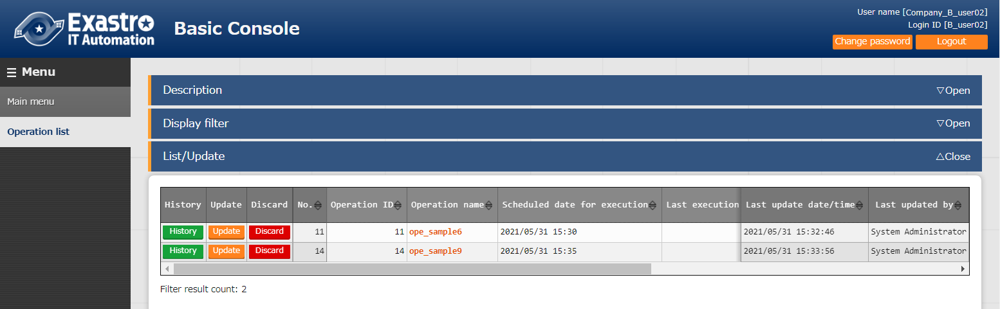 Exastro
IT Automation
Basic Console
User name [Company_B_user02]
Login ID [B_user02]
Change password Logout
Menu
Main menu
Operation list
Description ▽Open
Display filter ▽Open
List/Update △Close
History Update Discard No. Operation ID Operation name Scheduled date for execution Last execution Last update date/time Last updated by
History Update Discard 11 11 ope_sample6 2021/05/31 15:30 2021/05/31 15:32:46 System Administrator
History Update Discard 14 14 ope_sample9 2021/05/31 15:35 2021/05/31 15:33:56 System Administrator
Filter result count: 2